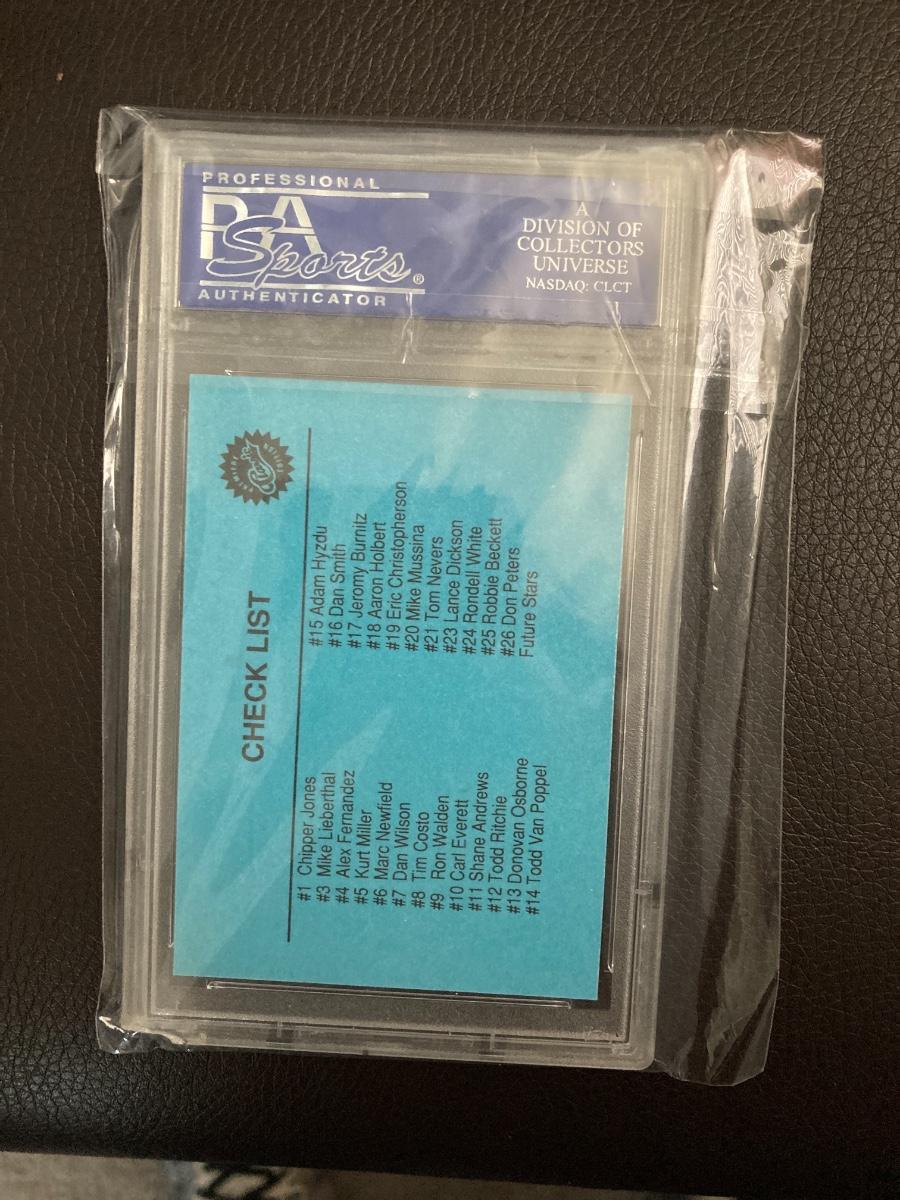 PROFESSIONAL
PSA
Sports®
AUTHENTICATOR
A
DIVISION OF
COLLECTORS
UNIVERSE
NASDAQ: CLCT
CHECK LIST
#1 Chipper Jones
#3 Mike Lieberthal
#4 Alex Fernandez
#5 Kurt Miller
#6 Marc Newfield
#7 Dan Wilson
#8 Tim Costo
#9 Ron Walden
#10 Carl Everett
#11 Shane Andrews
#12 Todd Ritchie
#13 Donovan Osborne
#14 Todd Van Poppel
#15 Adam Hyzdu
#16 Dan Smith
#17 Jeromy Burnitz
#18 Aaron Holbert
#19 Eric Christopherson
#20 Mike Mussina
#21 Tom Nevers
#23 Lance Dickson
#24 Rondell White
#25 Robbie Beckett
#26 Don Peters
Future Stars
PREMIERE EDITION